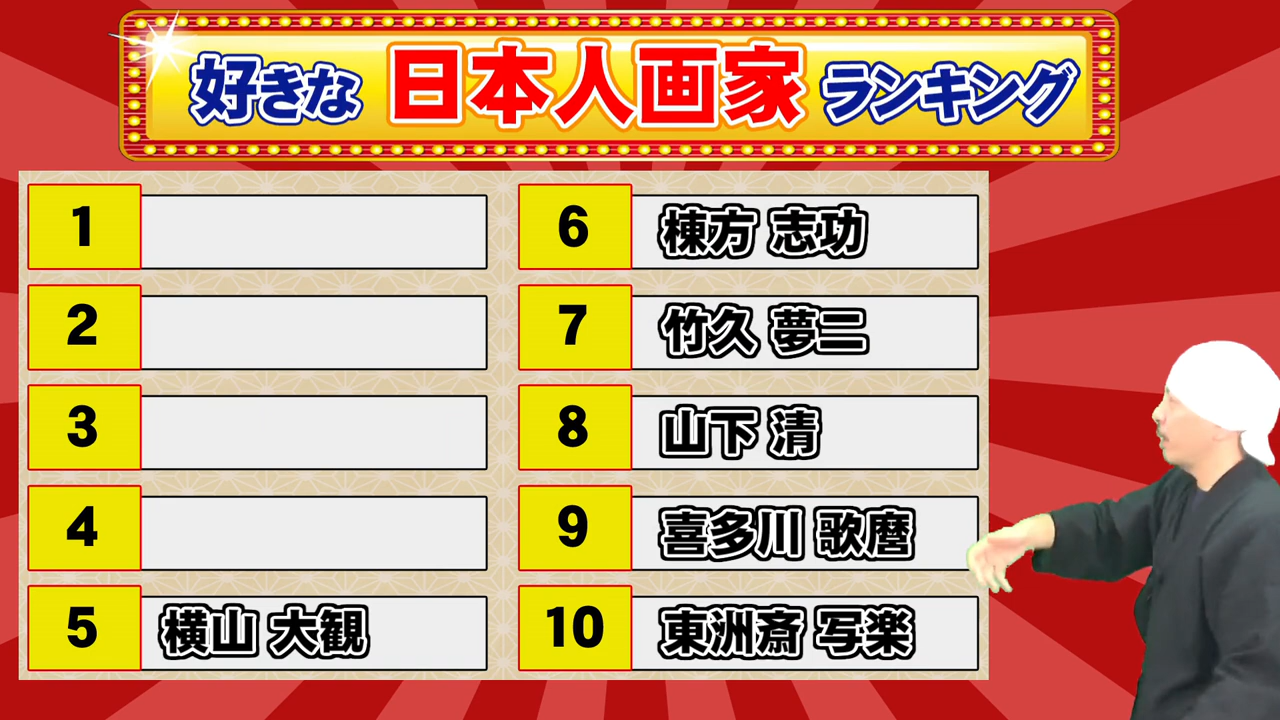 好きな 日本人画家 ランキング
1
2
3
4
5 横山 大観
6 棟方 志功
7 竹久 夢二
8 山下 清
9 喜多川 歌麿
10 東洲斎 写楽